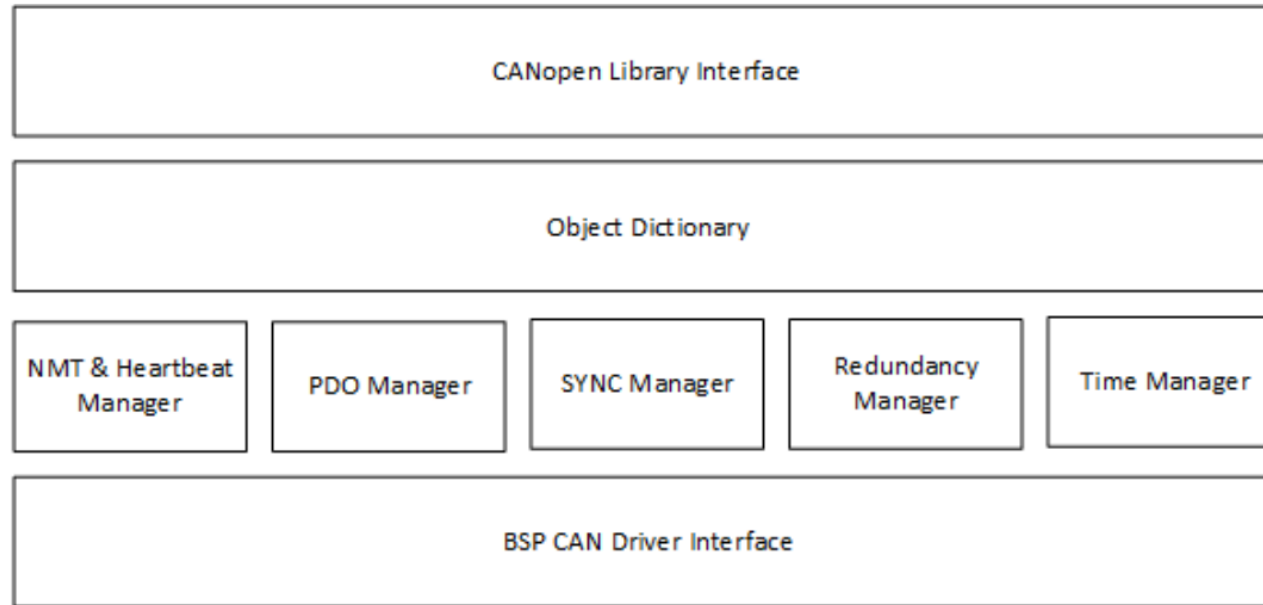 CANopen Library Interface
Object Dictionary
NMT & Heartbeat
Manager
PDO Manager
SYNC Manager
Redundancy
Manager
Time Manager
BSP CAN Driver Interface